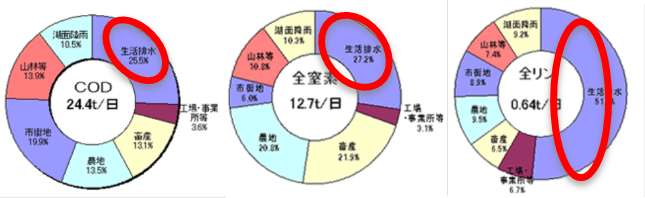 湖面降雨
10.5%
生活排水
25.5%
山林等
13.9%
COD
24.4t/日
工場・事業
所等
3.6%
市街地
19.9%
畜産
13.1%
農地
13.5%
湖面降雨
10.3%
生活排水
27.2%
山林等
10.8%
全窒素
12.7t/日
市街地
6.0%
工場
・事業所等
3.1%
農地
20.8%
畜産
21.9%
湖面降雨
9.2%
山林等
7.4%
全リン
市街地
8.9%
0.64t/日
生活排水
農地
9.5%
畜産
6.5%
工場・
事業所等
6.7%